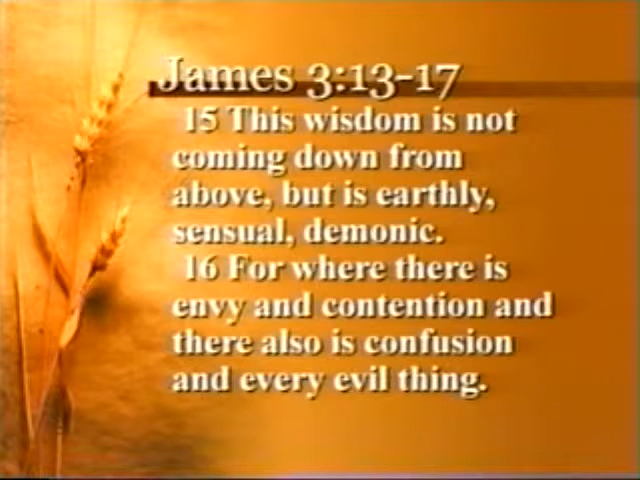 James 3:13-17
15 This wisdom is not
coming down from
above, but is earthly,
sensual, demonic.
16 For where there is
envy and contention and
there also is confusion
and every evil thing.